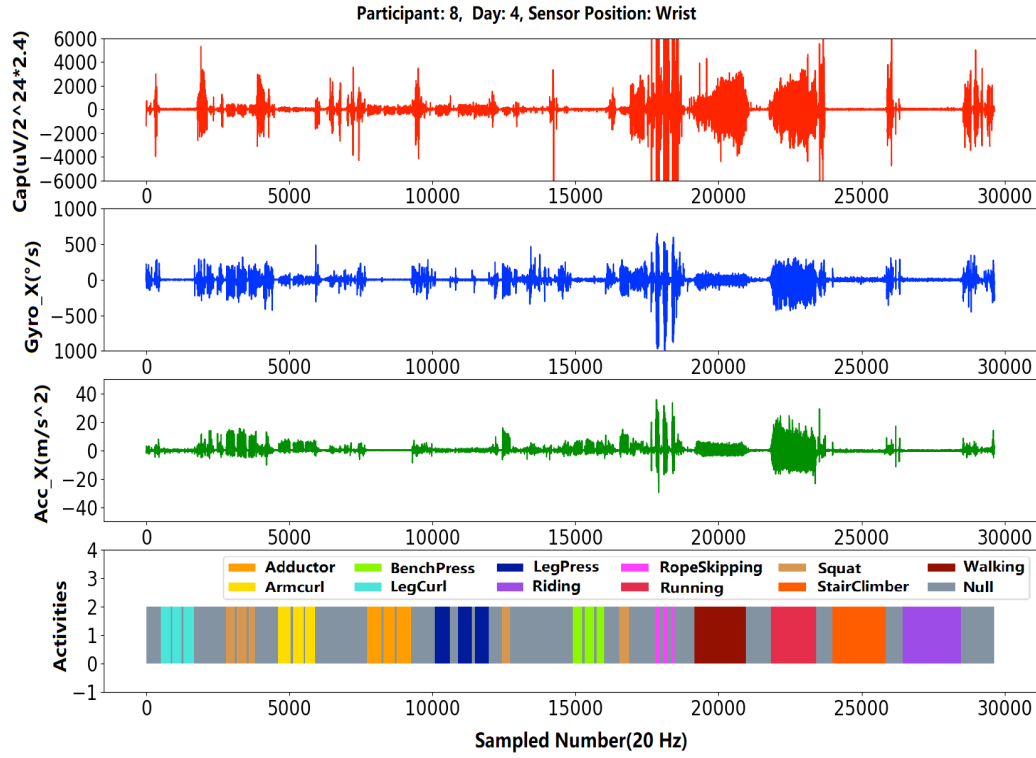 Participant: 8,  Day: 4, Sensor Position: Wrist
Cap(uV/2^24*2.4)
6000
4000
2000
0
−2000
−4000
−6000
0 5000 10000 15000 20000 25000 30000
Gyro_X(°/s)
1000
500
0
−500
1000
0 5000 10000 15000 20000 25000 30000
Acc_X(m/s^2)
40
20
0
−20
−40
0 5000 10000 15000 20000 25000 30000
Activities
4
3
2
1
0
−1
Adductor BenchPress LegPress RopeSkipping Squat Walking
Armcurl LegCurl Riding Running StairClimber Null
0 5000 10000 15000 20000 25000 30000
Sampled Number(20 Hz)